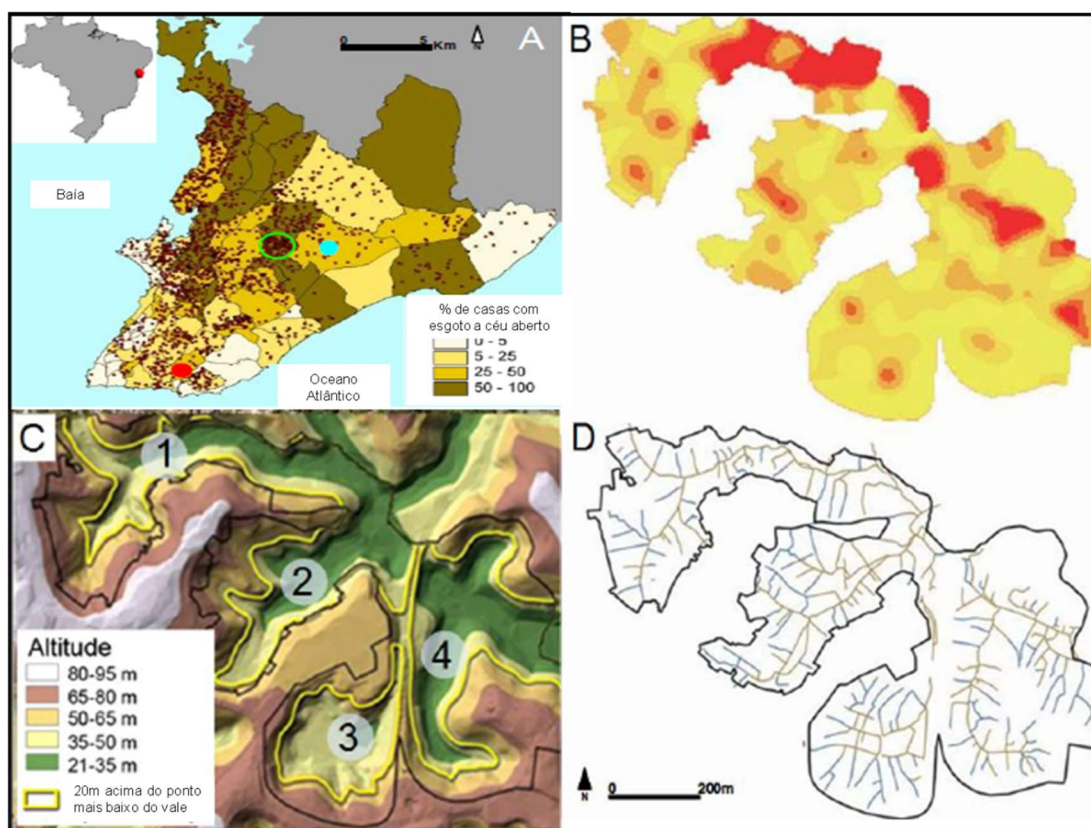 A
0 5 Km
N
Baía
Oceano
Atlântico
% de casas com
esgoto a céu aberto
0 - 5
5 - 25
25 - 50
50 - 100
B
C
1
2
3
4
Altitude
80-95 m
65-80 m
50-65 m
35-50 m
21-35 m
20m acima do ponto
mais baixo do vale
D
N
0 200m